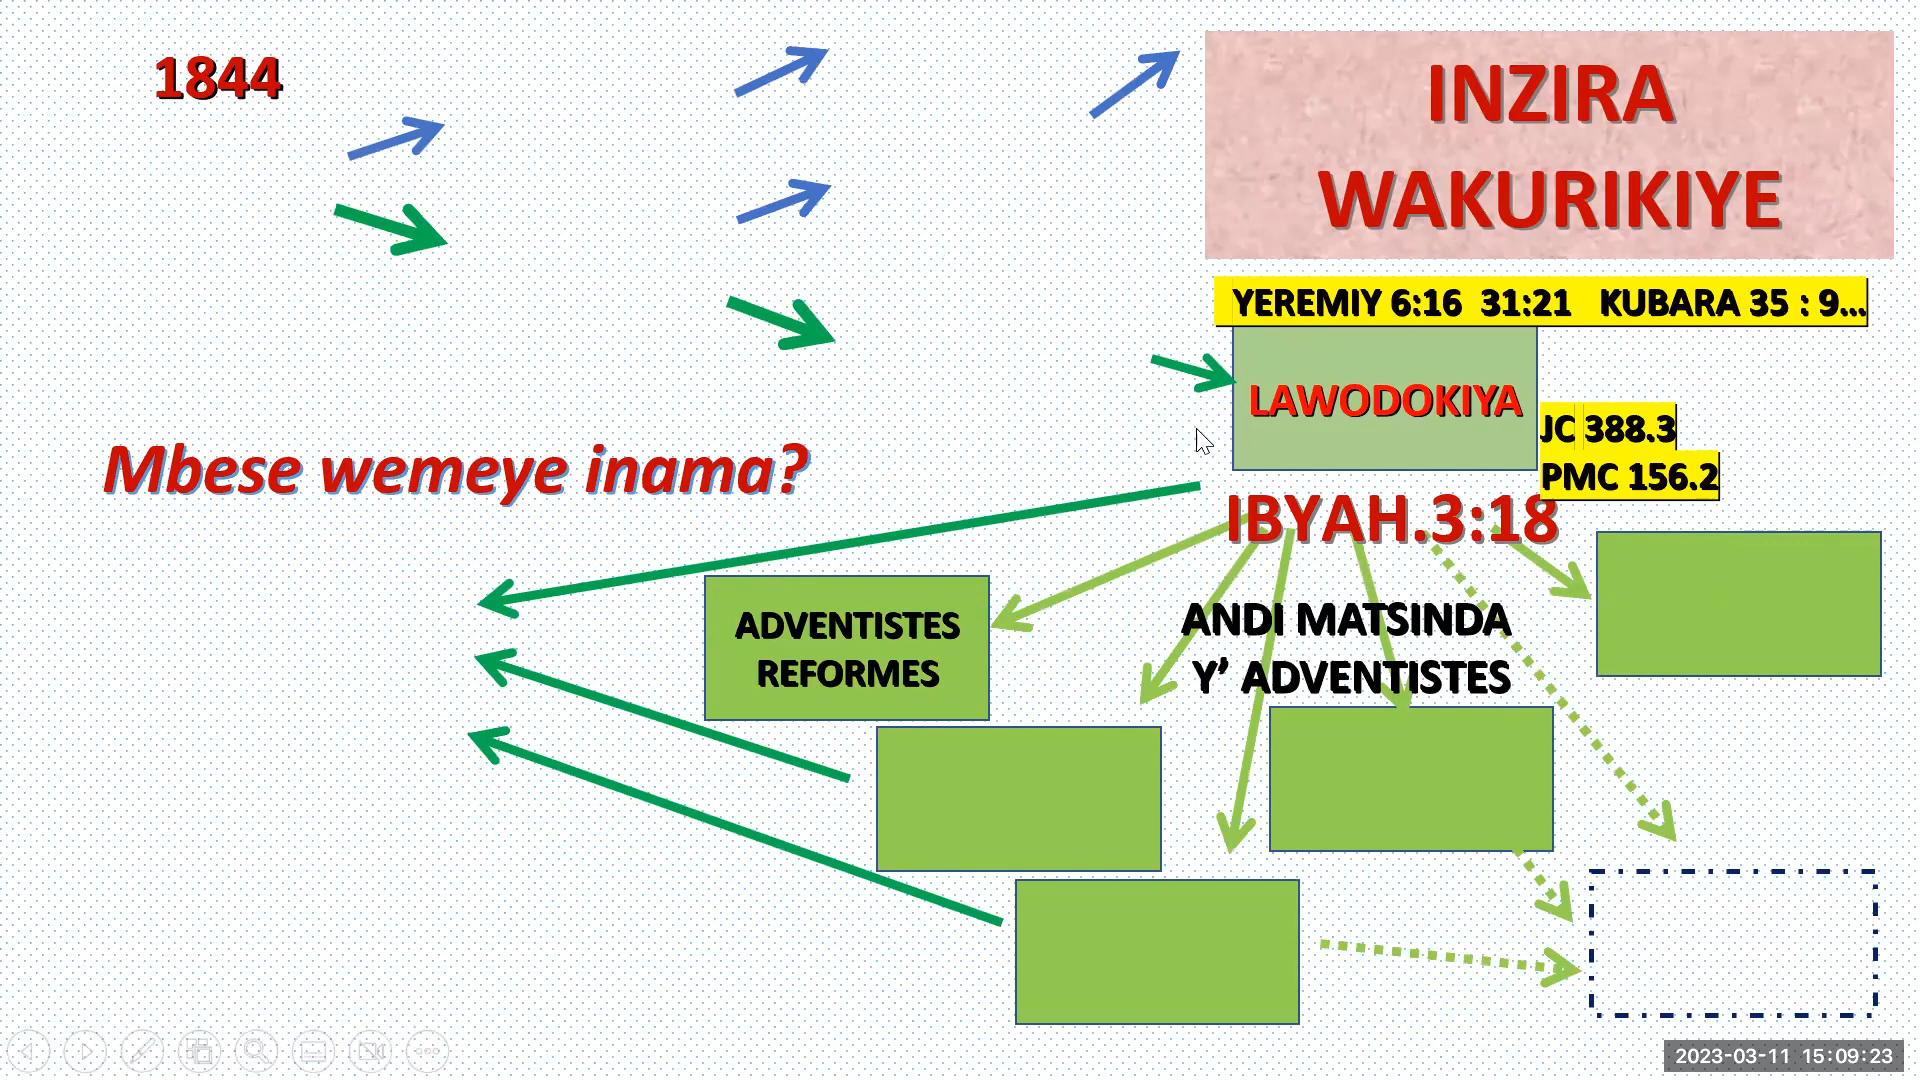 1844
INZIRA
WAKURIKIYE
YEREMIY 6:16 31:21 KUBARA 35 : 9...
LAWODOKIYA
JC 388.3
PMC 156.2
Mbese wemeye inama?
IBYAH.3:18
ADVENTISTES
REFORMES
ANDI MATSINDA
Y’ ADVENTISTES
2023-03-11 15:09:23